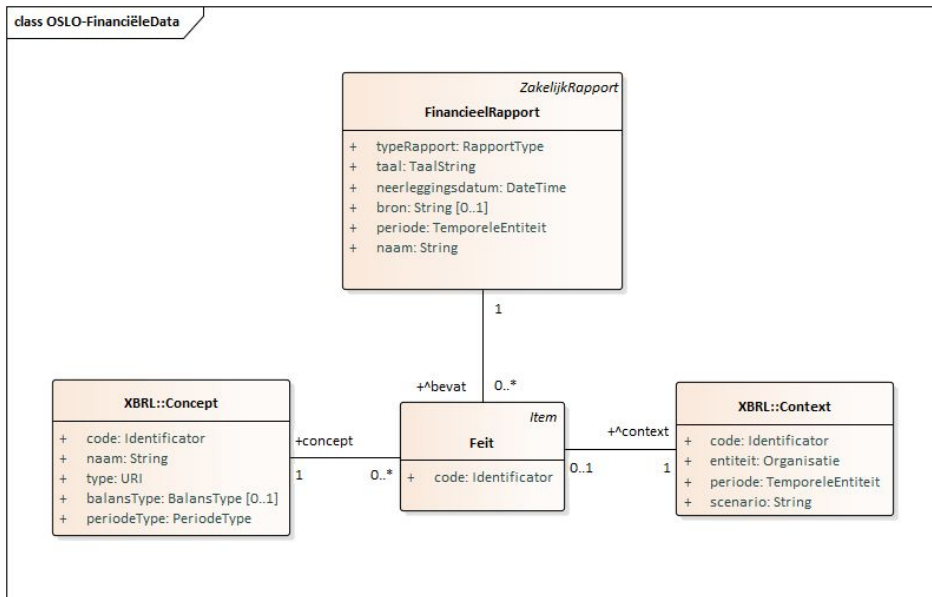 class OSLO-FinanciëleData
ZakelijkRapport
FinancieelRapport
+ typeRapport: RapportType
+ taal: TaalString
+ neerleggingsdatum: DateTime
+ bron: String [0..1]
+ periode: TemporeleEntiteit
+ naam: String
1
+^bevat 0..*
XBRL::Concept
+ code: Identificator
+ naam: String
+ type: URI
+ balansType: BalansType [0..1]
+ periodeType: PeriodeType
+concept
1 0..*
Item
Feit
+ code: Identificator
+^context
0..1 1
XBRL::Context
+ code: Identificator
+ entiteit: Organisatie
+ periode: TemporeleEntiteit
+ scenario: String